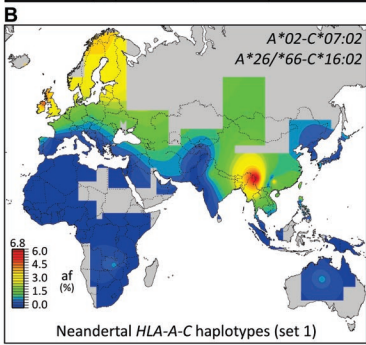 B
A*02-C*07:02
A*26/*66-C*16:02
6.8
6.0
4.5
3.0
1.5
0.0
af
(%)
Neandertal HLA-A-C haplotypes (set 1)